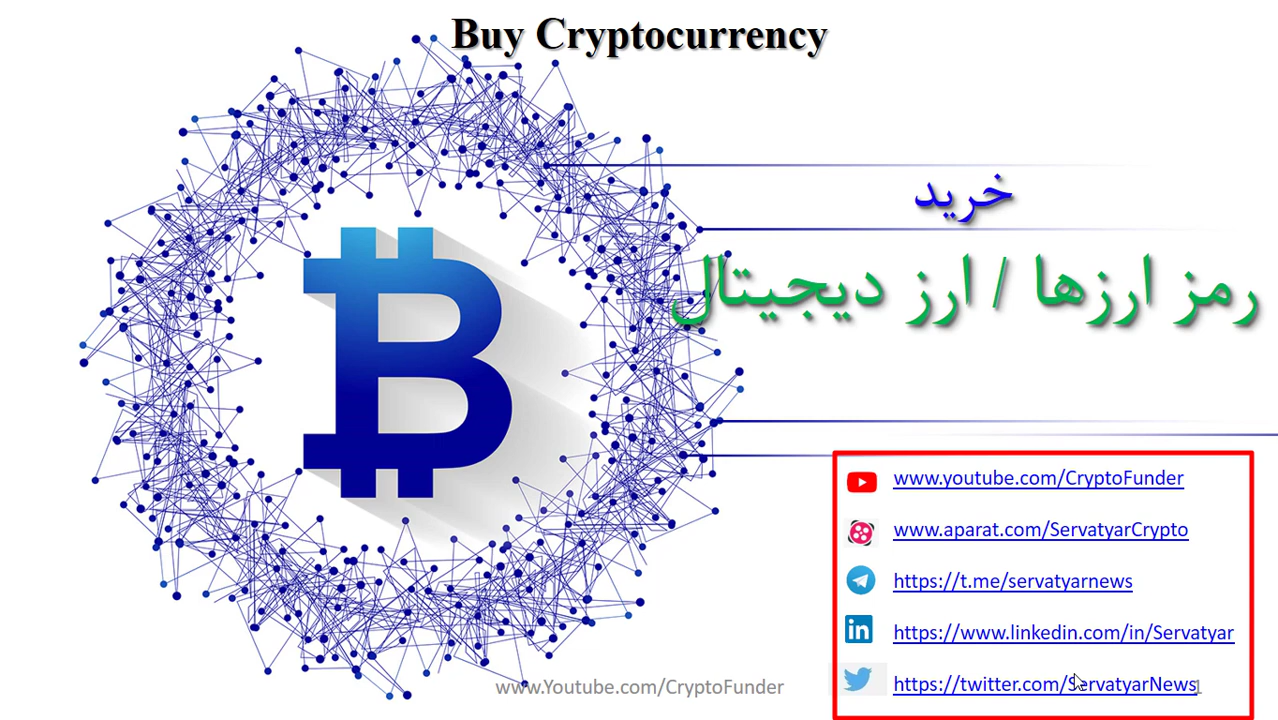 Buy Cryptocurrency
خرید
رمز ارزها / ارز دیجیتال
www.youtube.com/CryptoFunder
www.aparat.com/ServatyarCrypto
https://t.me/servatyarnews
https://www.linkedin.com/in/Servatyar
https://twitter.com/ServatyarNews
www.Youtube.com/CryptoFunder
1